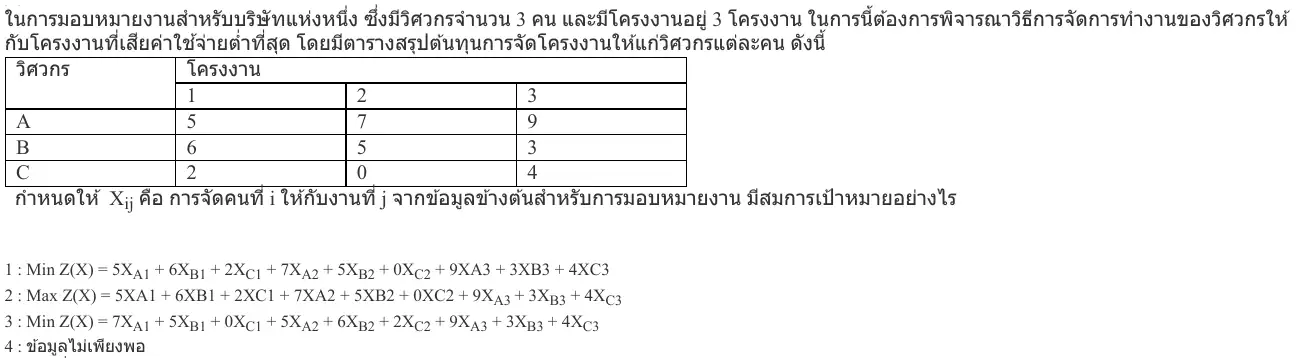 ในการมอบหมายงานสำหรับบริษัทแห่งหนึ่ง ซึ่งมีวิศวกรจำนวน 3 คน และมีโครงงานอยู่ 3 โครงงาน ในการนี้ต้องการพิจารณาวิธีการจัดการทำงานของวิศวกรให้
กับโครงงานที่เสียค่าใช้จ่ายต่ำที่สุด โดยมีตารางสรุปต้นทุนการจัดโครงงานให้แก่วิศวกรแต่ละคน ดังนี้
วิศวกร โครงงาน
1 2 3
A 5 7 9
B 6 5 3
C 2 0 4
กำหนดให้ Xij คือ การจัดคนที่ i ให้กับงานที่ j จากข้อมูลข้างต้นสำหรับการมอบหมายงาน มีสมการเป้าหมายอย่างไร
1 : Min Z(X) = 5XA1 + 6XB1 + 2XC1 + 7XA2 + 5XB2 + 0XC2 + 9XA3 + 3XB3 + 4XC3
2 : Max Z(X) = 5XA1 + 6XB1 + 2XC1 + 7XA2 + 5XB2 + 0XC2 + 9XA3 + 3XB3 + 4XC3
3 : Min Z(X) = 7XA1 + 5XB1 + 0XC1 + 5XA2 + 6XB2 + 2XC2 + 9XA3 + 3XB3 + 4XC3
4 : ข้อมูลไม่เพียงพอ